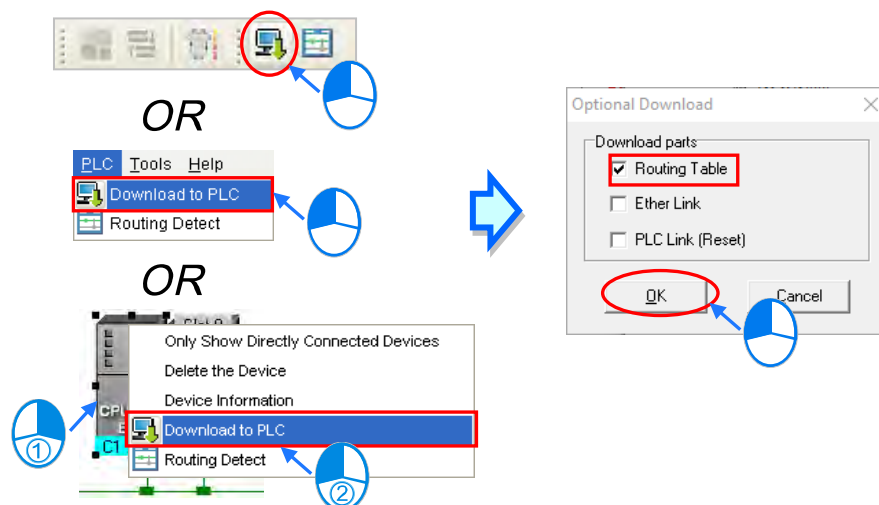 OR
PLC Tools Help
Download to PLC
Routing Detect
OR
Only Show Directly Connected Devices
Delete the Device
Device Information
Download to PLC
Routing Detect
C1
①
②
Optional Download
Download parts
Routing Table
Ether Link
PLC Link (Reset)
OK
Cancel